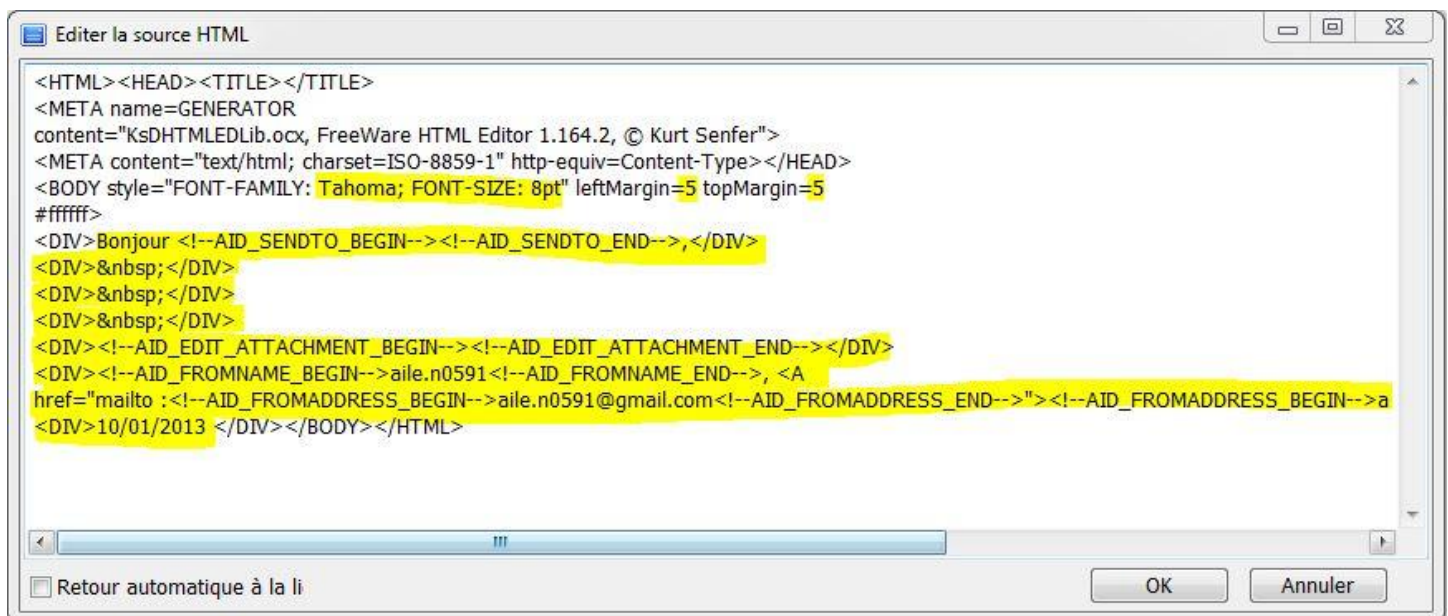 Editer la source HTML
<HTML><HEAD><TITLE></TITLE>
<META name=GENERATOR
content="KsDHTMLEDLib.ocx, FreeWare HTML Editor 1.164.2, © Kurt Senfer">
<META content="text/html; charset=ISO-8859-1" http-equiv=Content-Type></HEAD>
<BODY style="FONT-FAMILY: Tahoma; FONT-SIZE: 8pt" leftMargin=5 topMargin=5
#ffffff>
<DIV>Bonjour <!--AID_SENDTO_BEGIN--><!--AID_SENDTO_END-->,</DIV>
<DIV>&nbsp;</DIV>
<DIV>&nbsp;</DIV>
<DIV>&nbsp;</DIV>
<DIV><!--AID_EDIT_ATTACHMENT_BEGIN--><!--AID_EDIT_ATTACHMENT_END--></DIV>
<DIV><!--AID_FROMNAME_BEGIN-->aile.n0591<!--AID_FROMNAME_END-->, <A
href="mailto :<!--AID_FROMADDRESS_BEGIN-->aile.n0591@gmail.com<!--AID_FROMADDRESS_END-->"><!--AID_FROMADDRESS_BEGIN-->a
<DIV>10/01/2013 </DIV></BODY></HTML>
Retour automatique à la li
OK
Annuler